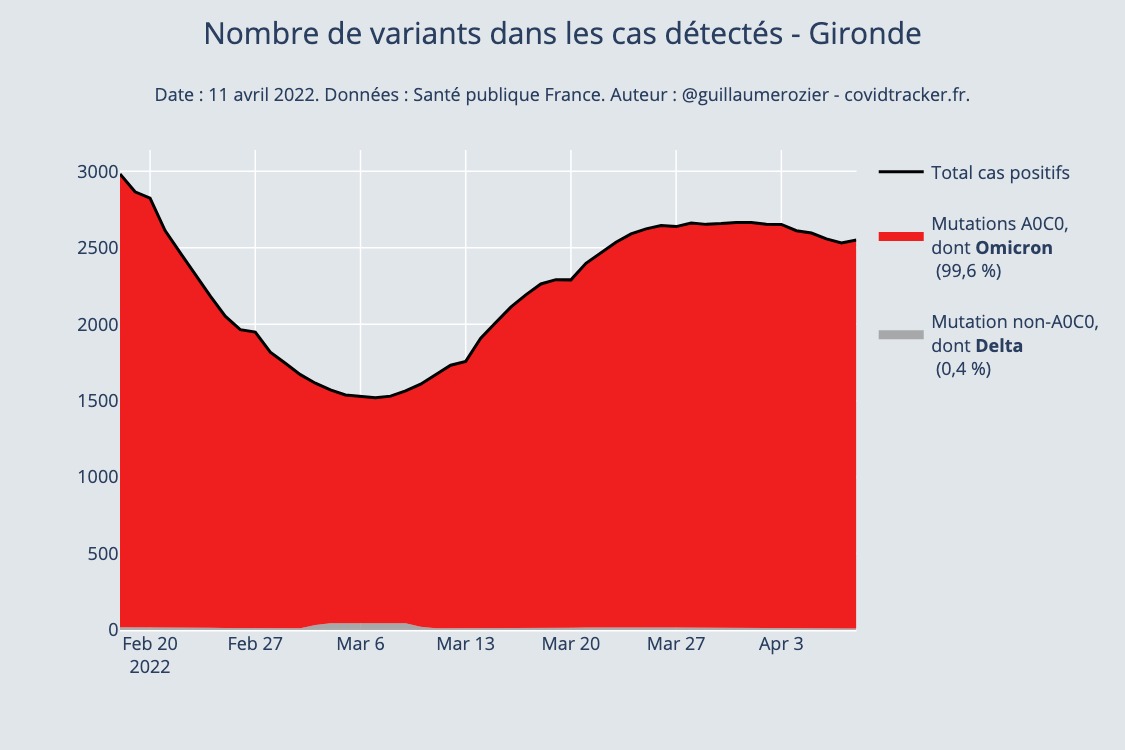 Nombre de variants dans les cas détectés - Gironde
Date : 11 avril 2022. Données : Santé publique France. Auteur : @guillaumerozier - covidtracker.fr.
3000
2500
2000
1500
1000
500
0
Feb 20
2022
Feb 27
Mar 6
Mar 13
Mar 20
Mar 27
Apr 3
Total cas positifs
Mutations A0C0,
dont Omicron
(99,6 %)
Mutation non-A0C0,
dont Delta
(0,4 %)